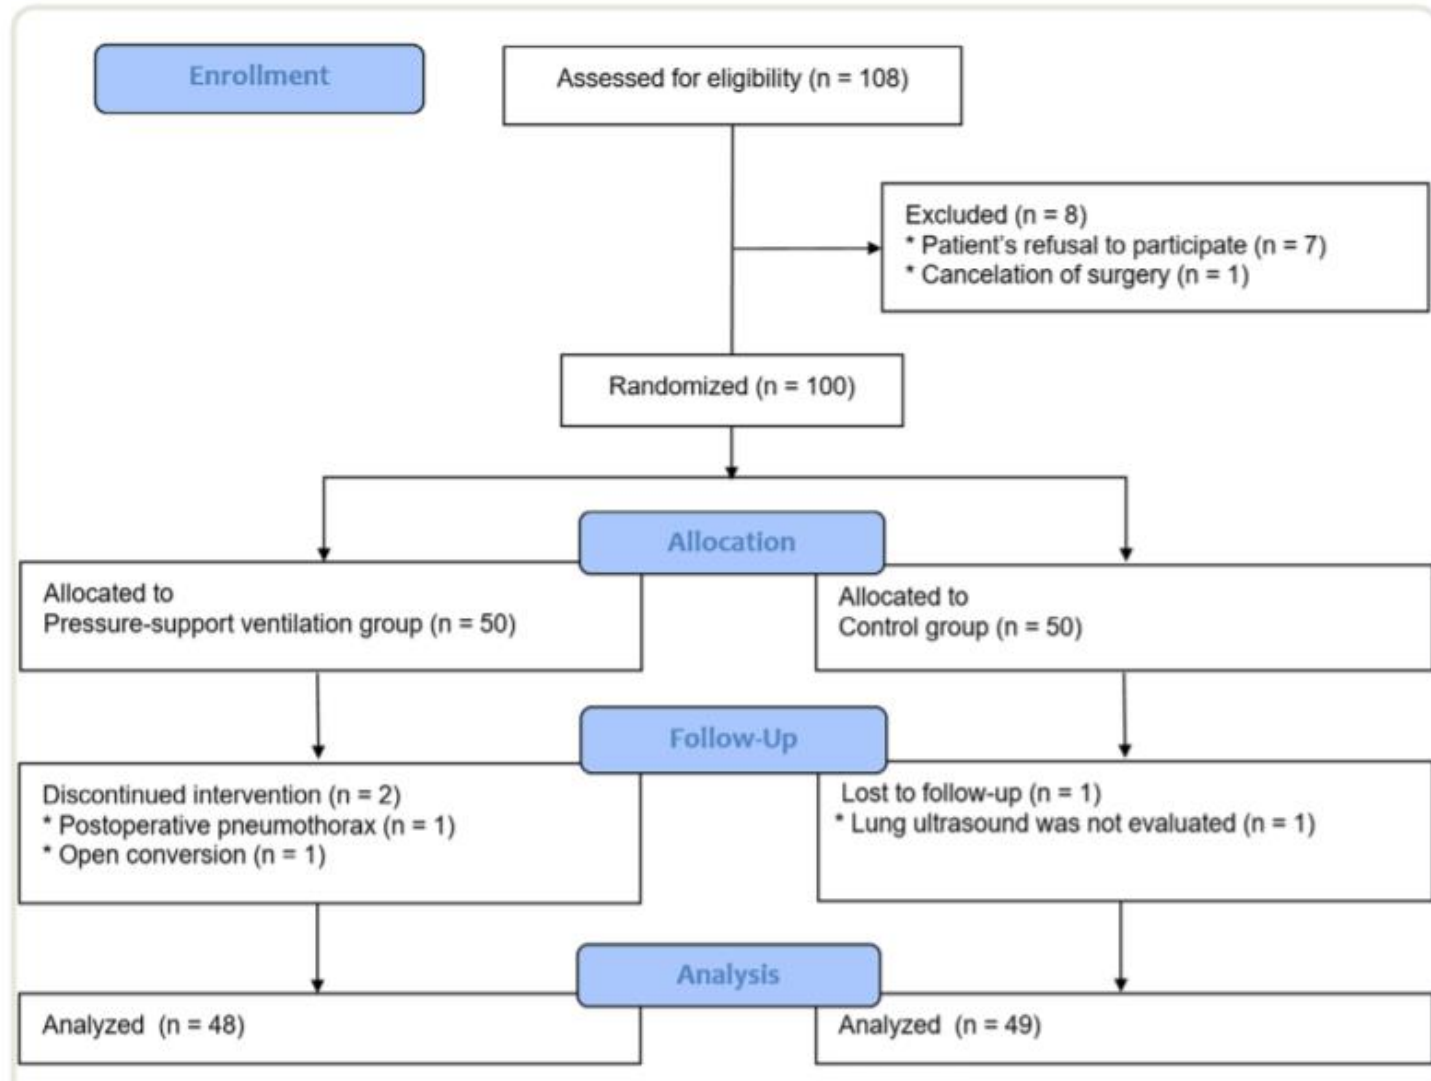 Enrollment
Assessed for eligibility (n = 108)
Excluded (n = 8)
* Patient's refusal to participate (n = 7)
* Cancelation of surgery (n = 1)
Randomized (n = 100)
Allocation
Allocated to
Pressure-support ventilation group (n = 50)
Allocated to
Control group (n = 50)
Follow-Up
Discontinued intervention (n = 2)
* Postoperative pneumothorax (n = 1)
* Open conversion (n = 1)
Lost to follow-up (n = 1)
* Lung ultrasound was not evaluated (n = 1)
Analysis
Analyzed (n = 48)
Analyzed (n = 49)